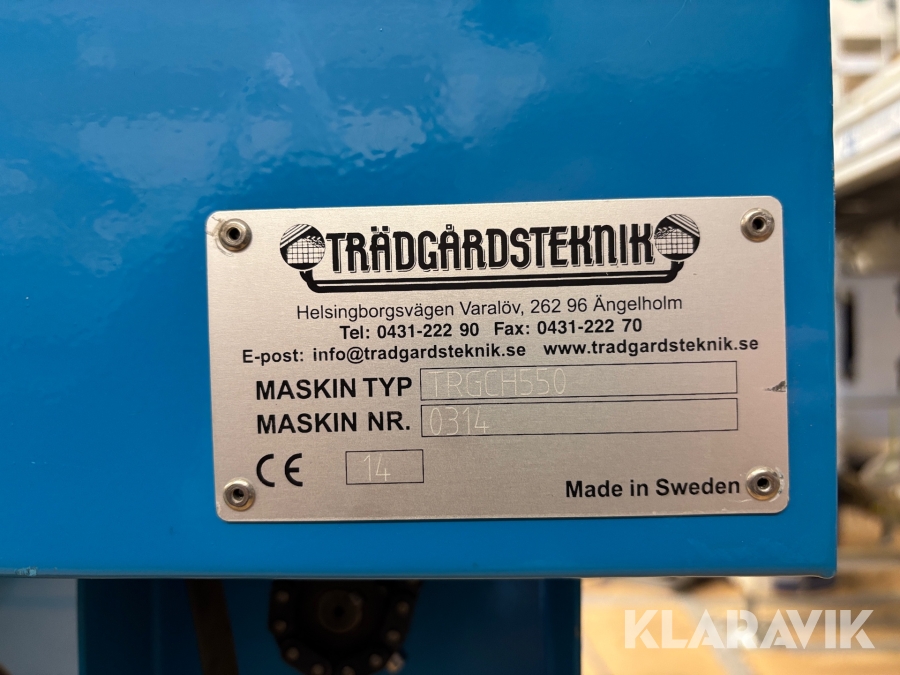 TRÄDGÅRDSTEKNIK
Helsingborgsvägen Varalöv, 262 96 Ängelholm
Tel: 0431-222 90 Fax: 0431-222 70
E-post: info@tradgardsteknik.se www.tradgardsteknik.se
MASKIN TYP TRGCH550
MASKIN NR. 0314
CE 14
Made in Sweden
KLARAVIK